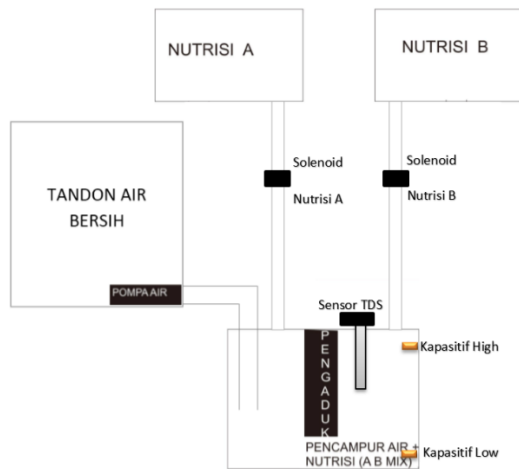 NUTRISI A
NUTRISI B
Solenoid
Nutrisi A
Solenoid
Nutrisi B
TANDON AIR
BERSIH
POMPA AIR
Sensor TDS
PENGADUK
Kapasitif High
Kapasitif Low
PENCAMPUR AIR +
NUTRISI (A B MIX)